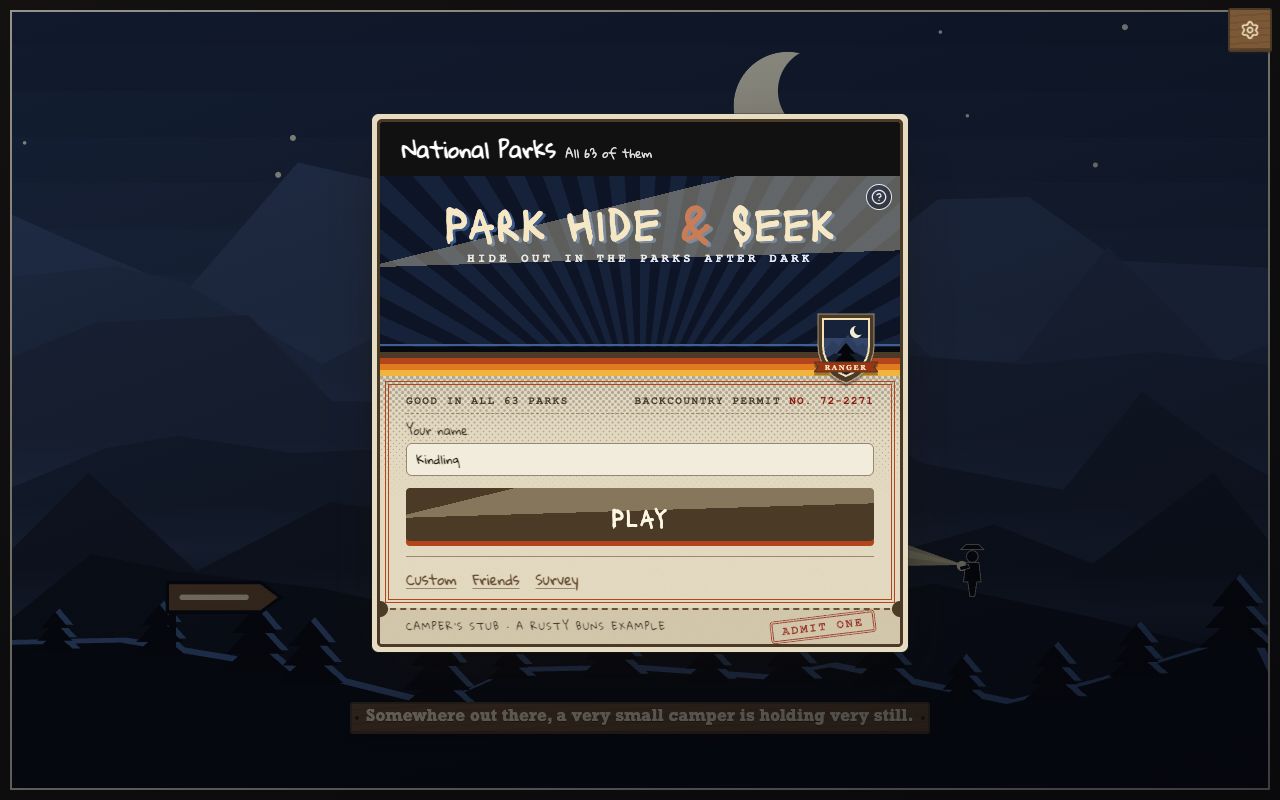 National Parks All 63 of them
PARK HIDE & SEEK
HIDE OUT IN THE PARKS AFTER DARK
RANGER
GOOD IN ALL 63 PARKS
BACKCOUNTRY PERMIT NO. 72-2271
Your name
Kindling
PLAY
Custom Friends Survey
CAMPER'S STUB · A RUSTY BUNS EXAMPLE
ADMIT ONE
Somewhere out there, a very small camper is holding very still.